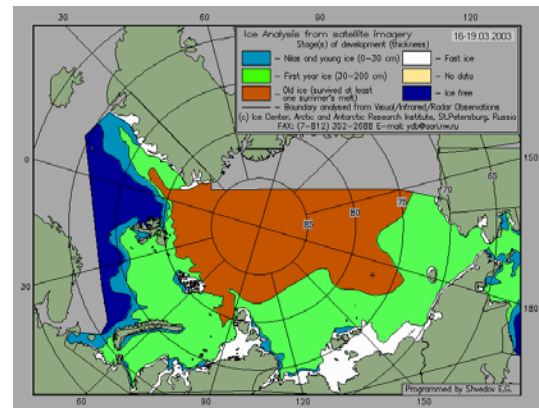 30
60
90
120
Ice Analysis from satellite imagery
16-19.03.2003
Stage(s) of development (thickness)
– Nilas and young ice (0–30 cm)
– Fast ice
– First year ice (30–200 cm)
– No data
– Old ice (survived at least
one summer's melt)
– Ice free
– Boundary analysed from Visual/Infrared/Radar Observations
(c) Ice Center, Arctic and Antarctic Research Institute, St.Petersburg, Russia
FAX: (7-812) 352-2688 E-mail: ydb@aari.nw.ru
0
150
65
70
75
80
85
30
180
Programmed by Shvedov E.G.
60
90
120
150